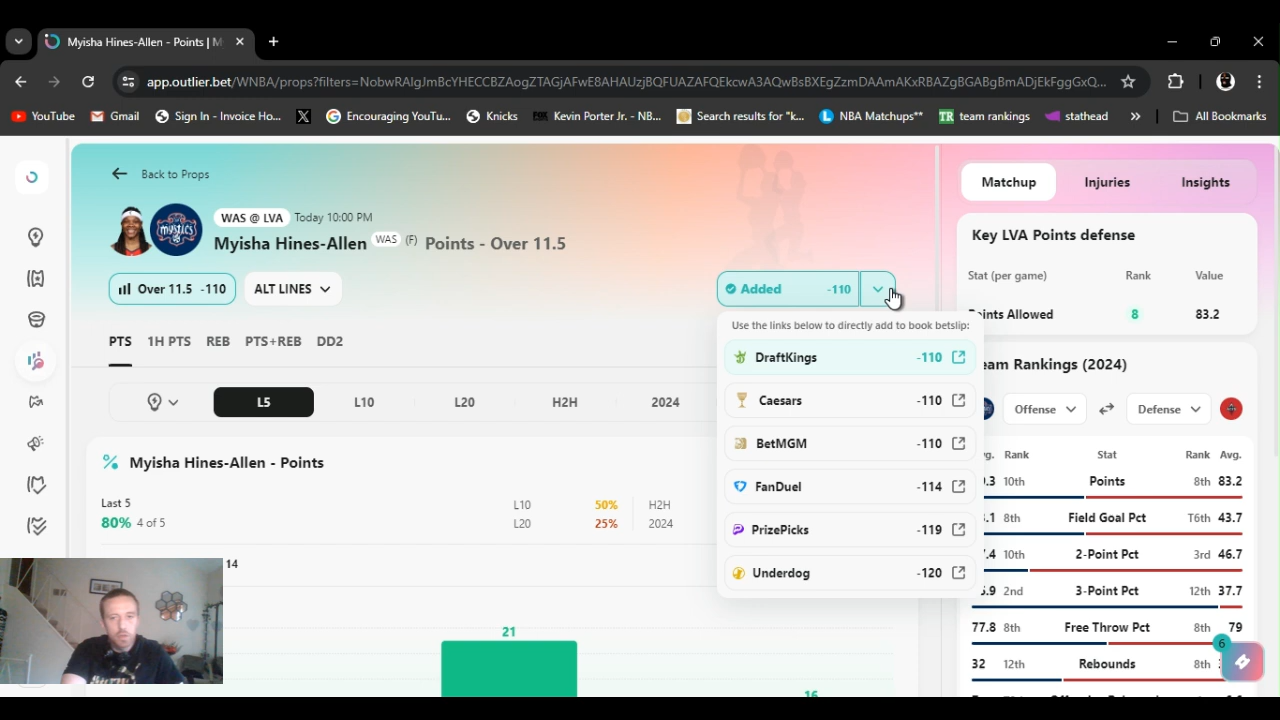 Myisha Hines-Allen - Points | M
app.outlier.bet/WNBA/props?filters=NobwRAIgJmBcYHECCBZAogZTAGjAFwE8AHAUzjBQFUAZAFQEkcwA3AQwBsBXEgZzmDAAmAKxRBAZgBGABgBmADjEkFggGxQ...
YouTube Gmail Sign In - Invoice Ho... Encouraging YouTu... Knicks Kevin Porter Jr. - NB... Search results for "k... NBA Matchups** TR team rankings stathead » All Bookmarks
Back to Props
WAS @ LVA Today 10:00 PM
Myisha Hines-Allen WAS (F) Points - Over 11.5
mystics
Over 11.5 -110 ALT LINES
Added -110
Use the links below to directly add to book betslip:
DraftKings -110
Caesars -110
BetMGM -110
FanDuel -114
PrizePicks -119
Underdog -120
PTS 1H PTS REB PTS+REB DD2
L5 L10 L20 H2H 2024
Myisha Hines-Allen - Points
Last 5
80% 4 of 5
L10 50% H2H
L20 25% 2024
14
21
16
Matchup Injuries Insights
Key LVA Points defense
Stat (per game) Rank Value
Points Allowed 8 83.2
eam Rankings (2024)
Offense Defense
g. Rank Stat Rank Avg.
.3 10th Points 8th 83.2
.1 8th Field Goal Pct T6th 43.7
.4 10th 2-Point Pct 3rd 46.7
.9 2nd 3-Point Pct 12th 37.7
77.8 8th Free Throw Pct 8th 79
32 12th Rebounds 8th
6